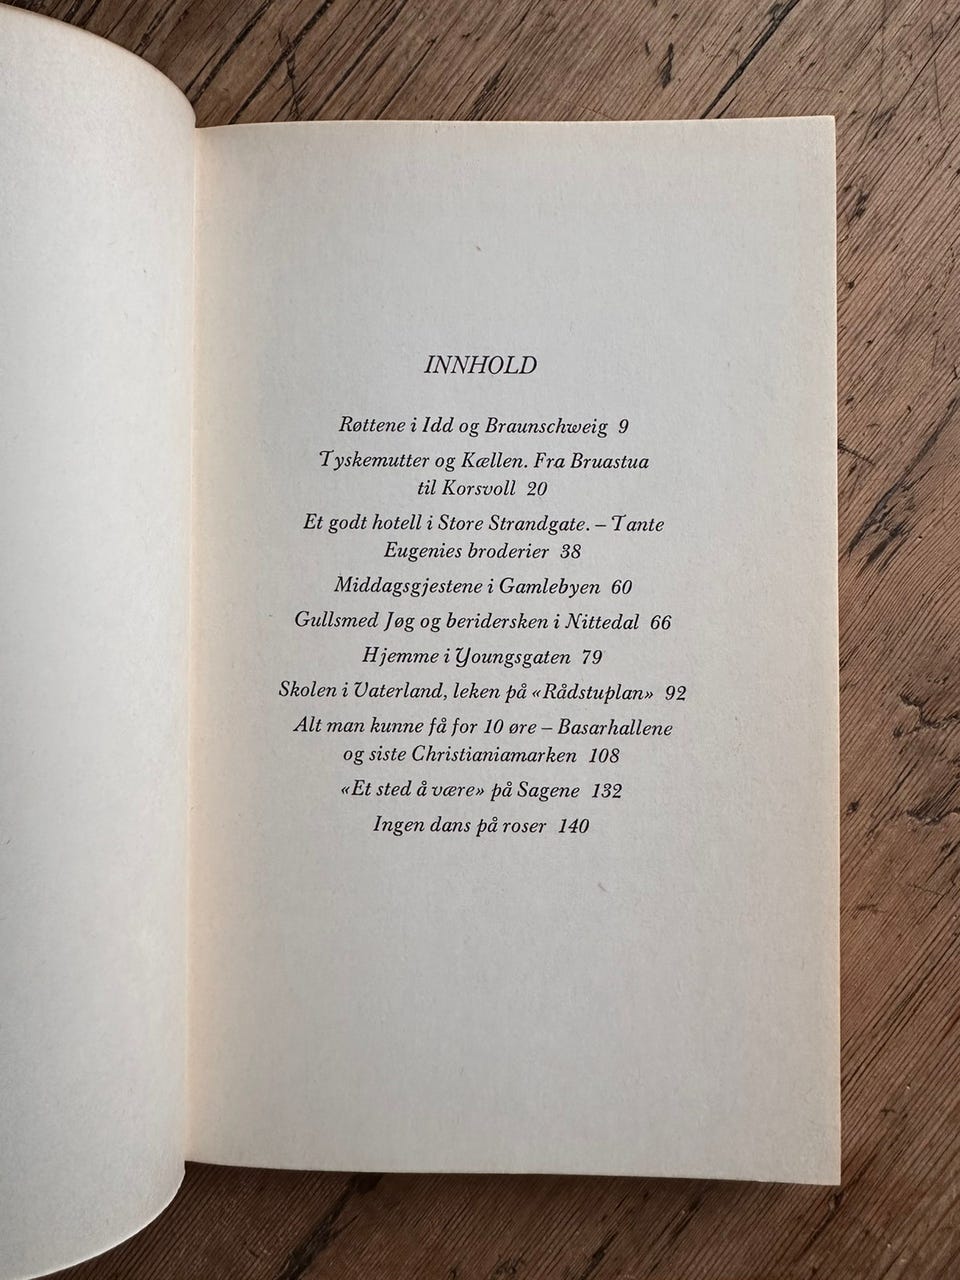 INNHOLD
Røttene i Idd og Braunschweig 9
Tyskemutter og Kællen. Fra Bruastua
til Korsvoll 20
Et godt hotell i Store Strandgate. – Tante
Eugenies broderier 38
Middagsgjestene i Gamlebyen 60
Gullsmed Jøg og beridersken i Nittedal 66
Hjemme i Youngsgaten 79
Skolen i Vaterland, leken på «Rådstuplan» 92
Alt man kunne få for 10 øre – Basarhallene
og siste Christianiamarken 108
«Et sted å være» på Sagene 132
Ingen dans på roser 140